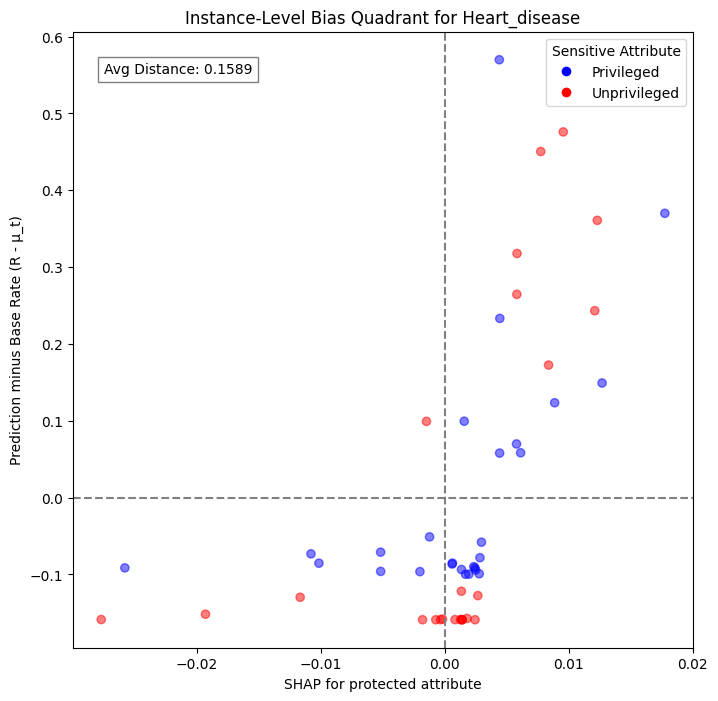 Instance-Level Bias Quadrant for Heart_disease
Avg Distance: 0.1589
Sensitive Attribute
Privileged
Unprivileged
Prediction minus Base Rate (R - μ_t)
0.6
0.5
0.4
0.3
0.2
0.1
0.0
−0.1
−0.02
−0.01
0.00
0.01
0.02
SHAP for protected attribute